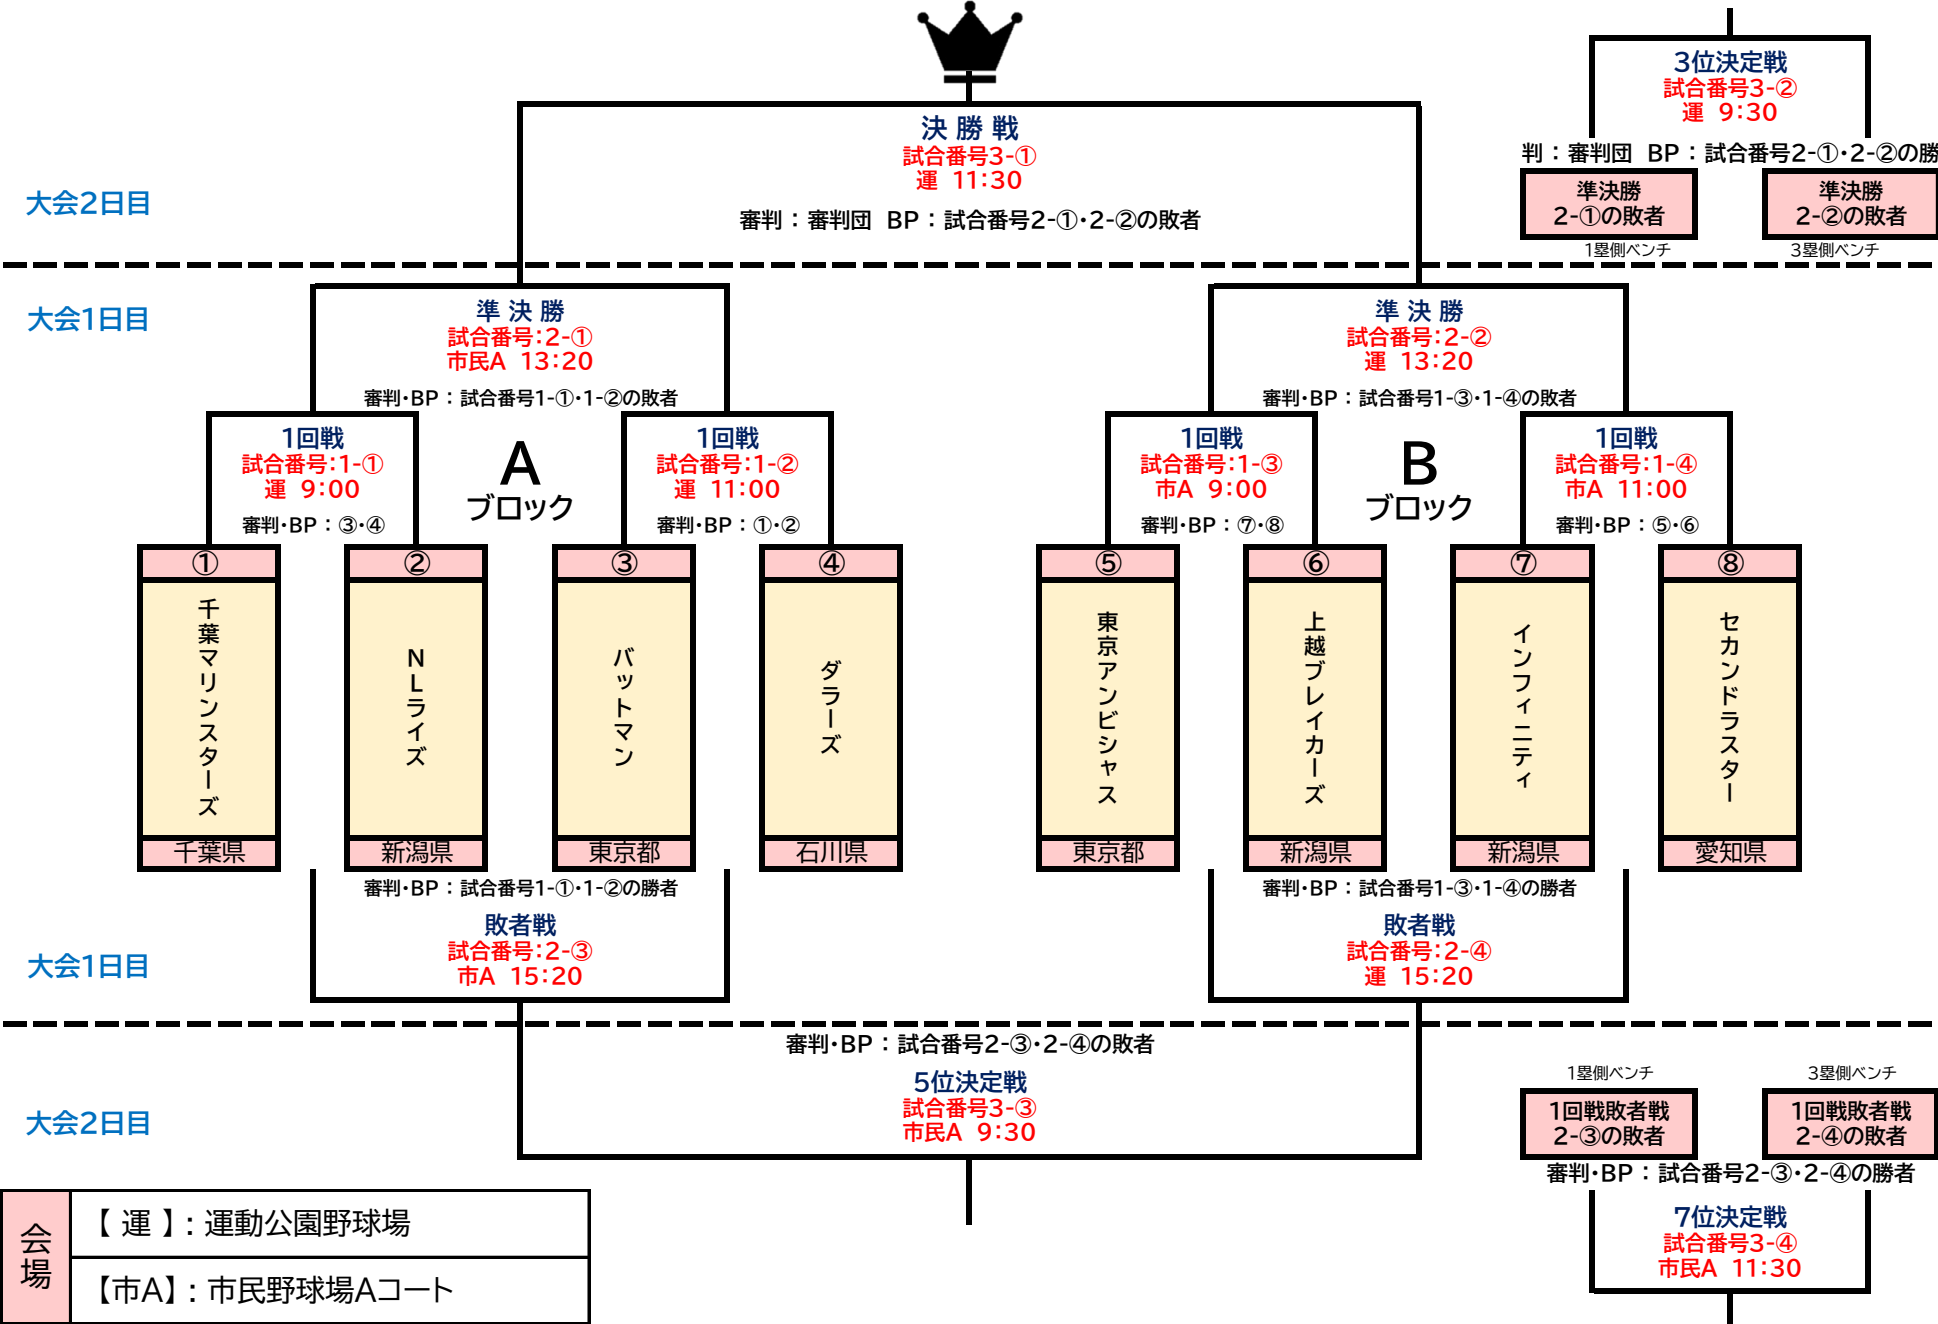 決 勝 戦
試合番号3-①
運 11:30
審判：審判団 BP：試合番号2-①・2-②の敗者
3位決定戦
試合番号3-②
運 9:30
判：審判団 BP：試合番号2-①・2-②の勝
準決勝
2-①の敗者
1塁側ベンチ
準決勝
2-②の敗者
3塁側ベンチ
大会2日目
大会1日目
準 決 勝
試合番号:2-①
市民A 13:20
審判・BP：試合番号1-①・1-②の敗者
準 決 勝
試合番号:2-②
運 13:20
審判・BP：試合番号1-③・1-④の敗者
1回戦
試合番号:1-①
運 9:00
審判・BP：③・④
A
ブロック
1回戦
試合番号:1-②
運 11:00
審判・BP：①・②
1回戦
試合番号:1-③
市A 9:00
審判・BP：⑦・⑧
B
ブロック
1回戦
試合番号:1-④
市A 11:00
審判・BP：⑤・⑥
①
千葉マリンスターズ
千葉県
②
NLライズ
新潟県
③
バットマン
東京都
④
ダラーズ
石川県
⑤
東京アンビシャス
東京都
⑥
上越ブレイカーズ
新潟県
⑦
インフィニティ
新潟県
⑧
セカンドラスター
愛知県
審判・BP：試合番号1-①・1-②の勝者
敗者戦
試合番号:2-③
市A 15:20
審判・BP：試合番号1-③・1-④の勝者
敗者戦
試合番号:2-④
運 15:20
大会1日目
審判・BP：試合番号2-③・2-④の敗者
5位決定戦
試合番号3-③
市民A 9:30
大会2日目
1塁側ベンチ
1回戦敗者戦
2-③の敗者
3塁側ベンチ
1回戦敗者戦
2-④の敗者
審判・BP：試合番号2-③・2-④の勝者
7位決定戦
試合番号3-④
市民A 11:30
会場
【 運 】：運動公園野球場
【市A】：市民野球場Aコート